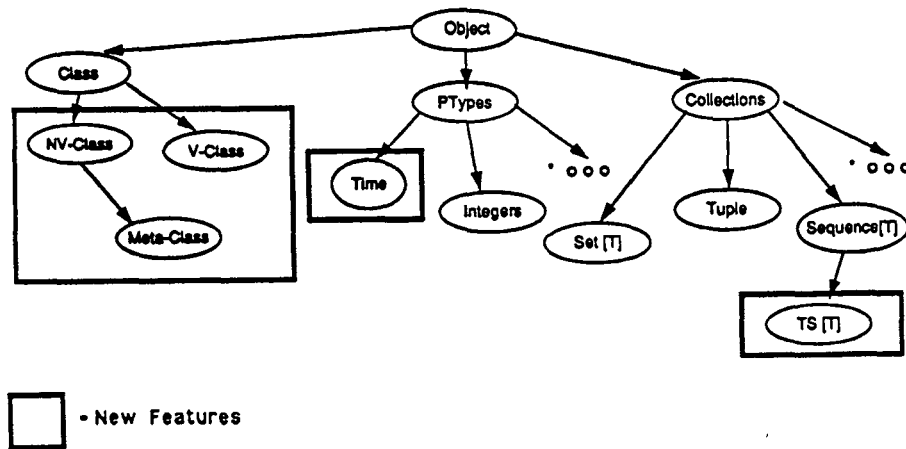 Object
Class
PTypes
Collections
NV-Class
V-Class
Time
Integers
Tuple
Set [T]
Sequence[T]
Meta-Class
TS [T]
- New Features